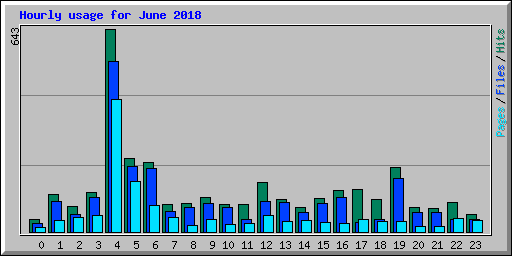 Hourly usage for June 2018
643
Pages/Files/Hits
0 1 2 3 4 5 6 7 8 9 10 11 12 13 14 15 16 17 18 19 20 21 22 23